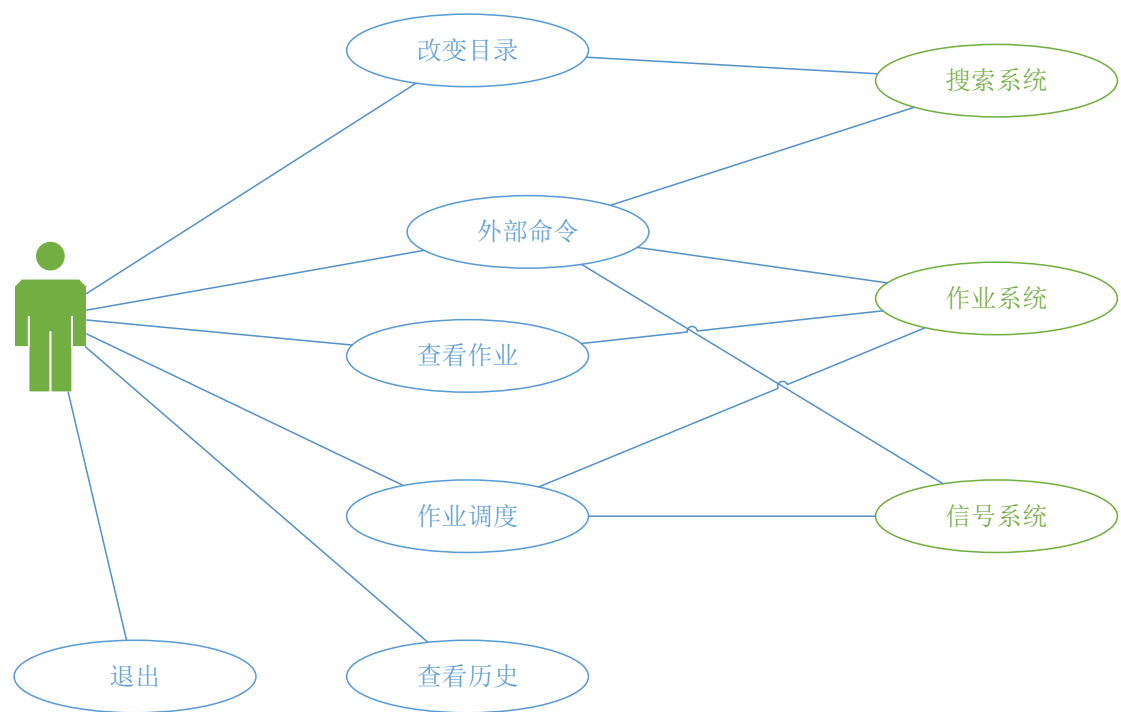 改变目录
搜索系统
外部命令
作业系统
查看作业
作业调度
信号系统
退出
查看历史